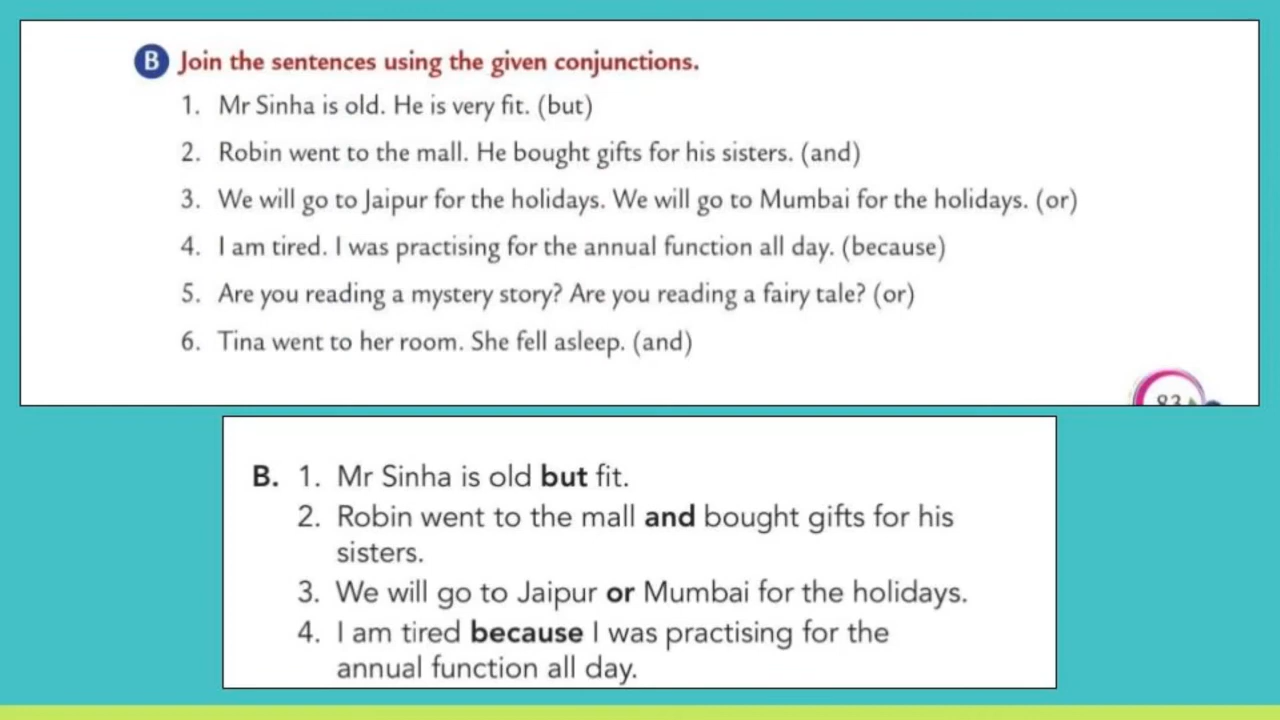 B Join the sentences using the given conjunctions.
1. Mr Sinha is old. He is very fit. (but)
2. Robin went to the mall. He bought gifts for his sisters. (and)
3. We will go to Jaipur for the holidays. We will go to Mumbai for the holidays. (or)
4. I am tired. I was practising for the annual function all day. (because)
5. Are you reading a mystery story? Are you reading a fairy tale? (or)
6. Tina went to her room. She fell asleep. (and)
B. 1. Mr Sinha is old but fit.
2. Robin went to the mall and bought gifts for his
sisters.
3. We will go to Jaipur or Mumbai for the holidays.
4. I am tired because I was practising for the
annual function all day.